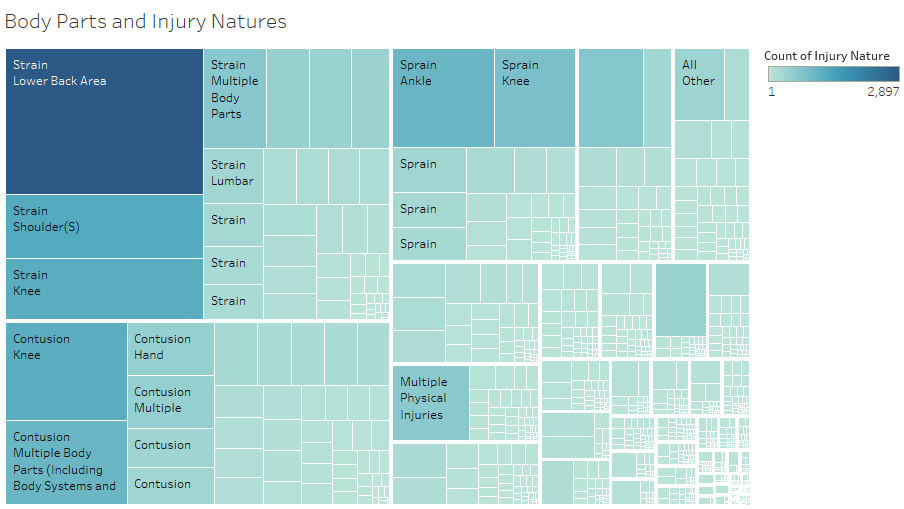 Body Parts and Injury Natures
Strain
Lower Back Area
Strain
Shoulder(S)
Strain
Knee
Strain
Multiple
Body
Parts
Strain
Lumbar
Strain
Strain
Strain
Contusion
Knee
Contusion
Multiple Body
Parts (Including
Body Systems and
Contusion
Hand
Contusion
Multiple
Contusion
Contusion
Sprain
Ankle
Sprain
Knee
Sprain
Sprain
Sprain
Multiple
Physical
Injuries
All
Other
Count of Injury Nature
1 2,897